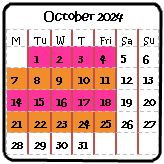 October 2024
M Tu W Th Fri Sa Su
1 2 3 4 5 6
7 8 9 10 11 12 13
14 15 16 17 18 19 20
21 22 23 24 25 26 27
28 29 30 31